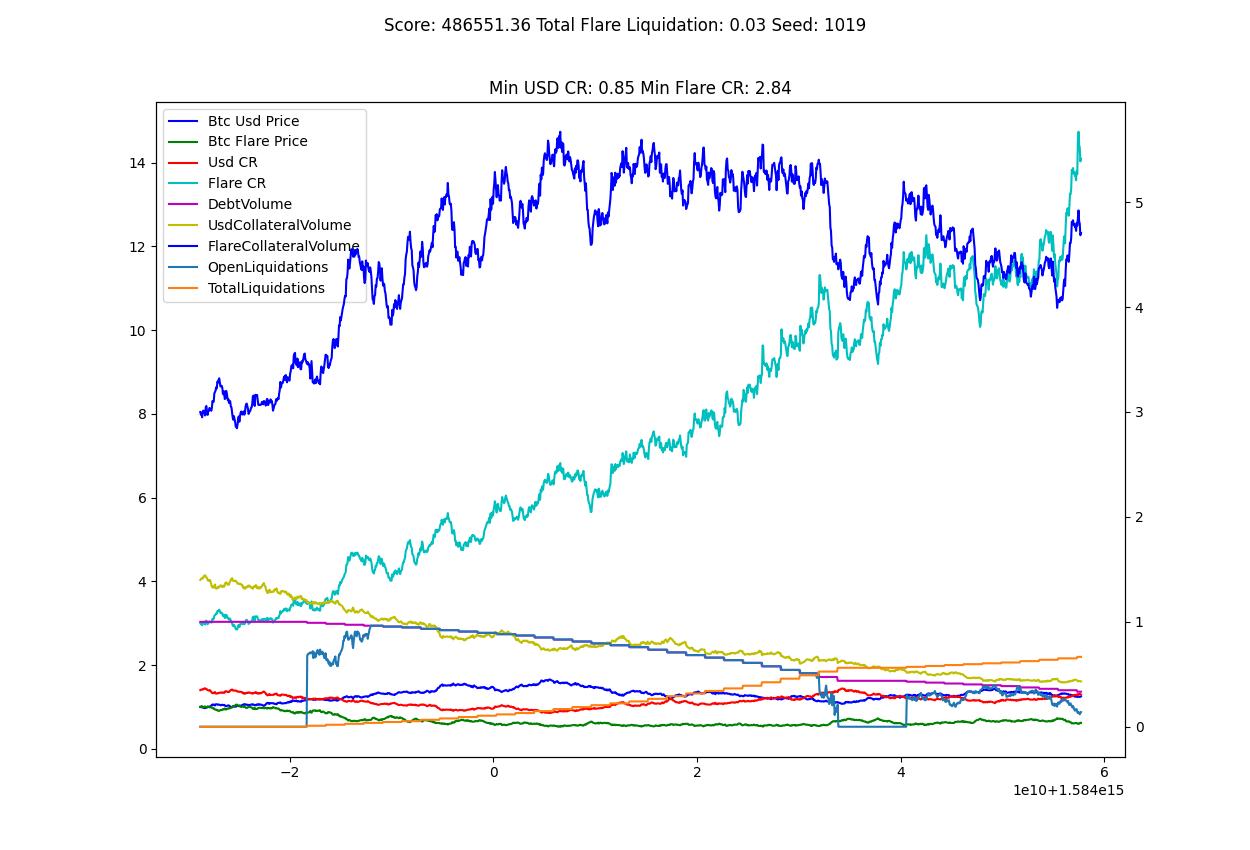 Score: 486551.36 Total Flare Liquidation: 0.03 Seed: 1019
Min USD CR: 0.85 Min Flare CR: 2.84
Btc Usd Price
Btc Flare Price
Usd CR
Flare CR
DebtVolume
UsdCollateralVolume
FlareCollateralVolume
OpenLiquidations
TotalLiquidations
14
12
10
8
6
4
2
0
5
4
3
2
1
0
−2
0
2
4
6
1e10+1.584e15